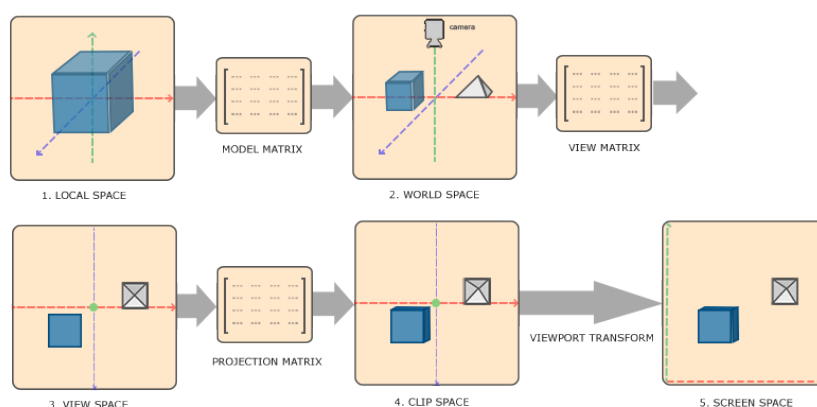 camera
MODEL MATRIX
VIEW MATRIX
1. LOCAL SPACE
2. WORLD SPACE
PROJECTION MATRIX
VIEWPORT TRANSFORM
3. VIEW SPACE
4. CLIP SPACE
5. SCREEN SPACE